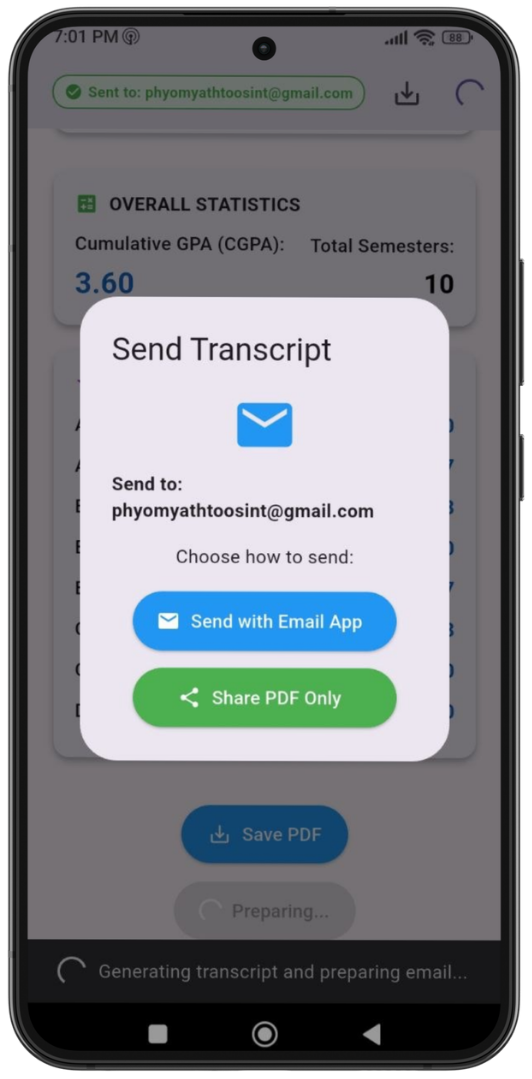 7:01 PM
88
Sent to: phyomyathtoosint@gmail.com
OVERALL STATISTICS
Cumulative GPA (CGPA):
Total Semesters:
3.60
10
Send Transcript
Send to:
phyomyathtoosint@gmail.com
Choose how to send:
Send with Email App
Share PDF Only
Save PDF
Preparing...
Generating transcript and preparing email...